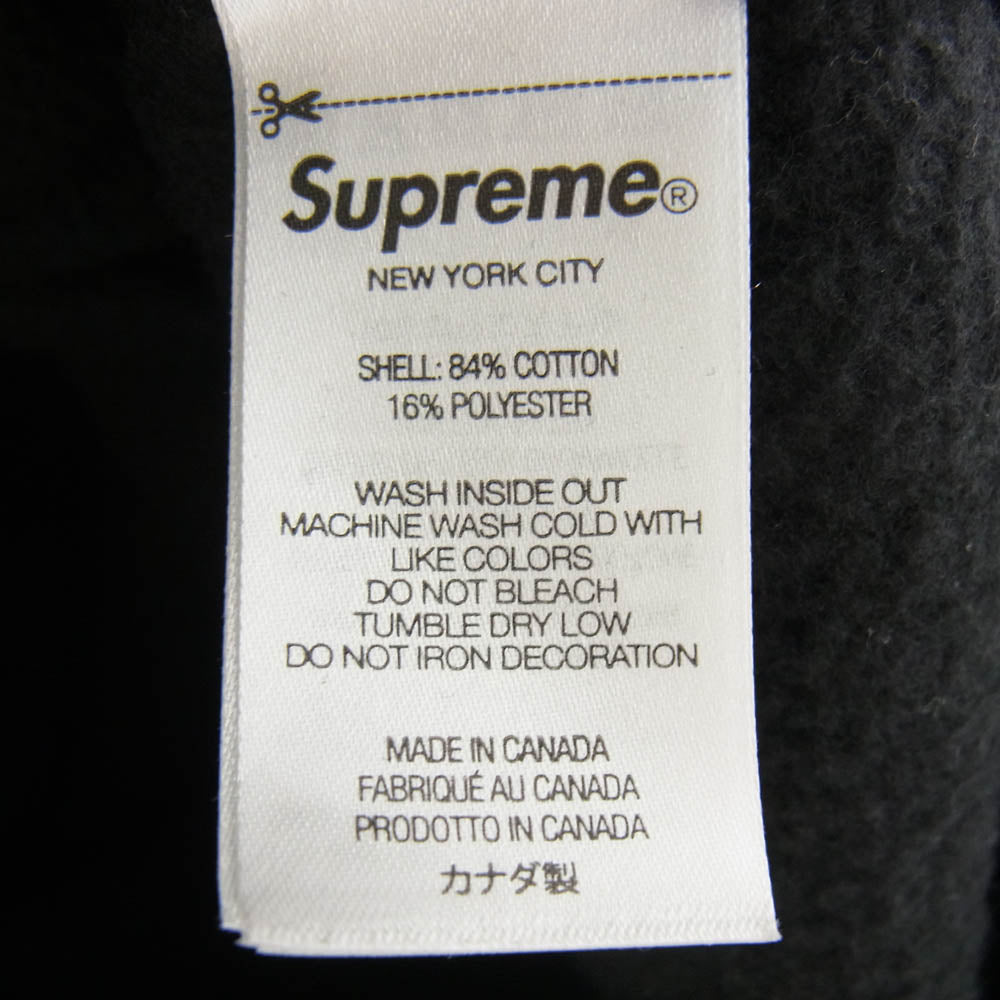 Supreme®
NEW YORK CITY
SHELL: 84% COTTON
16% POLYESTER
WASH INSIDE OUT
MACHINE WASH COLD WITH
LIKE COLORS
DO NOT BLEACH
TUMBLE DRY LOW
DO NOT IRON DECORATION
MADE IN CANADA
FABRIQUÉ AU CANADA
PRODOTTO IN CANADA
カナダ製